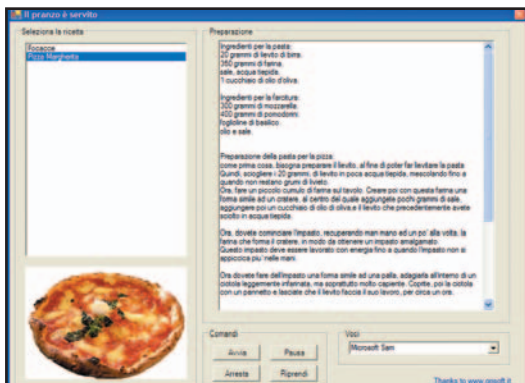 Il pranzo è servito
Seleziona la ricetta
Focacce
Pizza Margherita
Preparazione
Ingredienti per la pasta:
20 grammi di lievito di birra.
350 grammi di farina.
sale, acqua tiepida.
1 cucchiaio di olio d'oliva.
Ingredienti per la farcitura:
300 grammi di mozzarella.
400 grammi di pomodorini.
foglioline di basilico.
olio e sale.
Preparazione della pasta per la pizza:
come prima cosa, bisogna preparare il lievito, al fine di poter far lievitare la pasta.
Quindi, sciogliere i 20 grammi, di lievito in poca acqua tiepida, mescolando fino a
quando non restano grumi di livieto.
Ora, fare un piccolo cumulo di farina sul tavolo. Creare poi con questa farina una
forma simile ad un cratere, al centro del quale aggiungete pochi grammi di sale,
aggiungere poi un cucchiaio di olio di oliva,e il lievito che precedentemente avete
sciolto in acqua tiepida.
Ora, dovete cominciare l'impasto, recuperando man mano ed un po' alla volta, la
farina che forma il cratere, in modo da ottenere un impasto amalgamato.
Questo impasto deve essere lavorato con energia fino a quando l'impasto non si
appiccica piu' nelle mani.
Ora dovete fare dell'impasto una forma simile ad una palla, adagiarla all'interno di un
ciotola leggermente infarinata, ma soprattutto molto capiente. Coprite, poi la ciotola
con un pannetto e lasciate che il lievito faccia il suo lavoro, per circa un ora.
Comandi
Avvia
Pausa
Arresta
Riprendi
Voci
Microsoft Sam
Thanks to www.